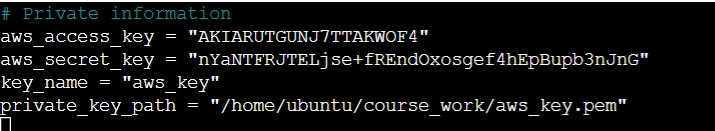 # Private information
aws_access_key = "AKIARUTGUNJ7TTAKWOF4"
aws_secret_key = "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"
key_name = "aws_key"
private_key_path = "/home/ubuntu/course_work/aws_key.pem"